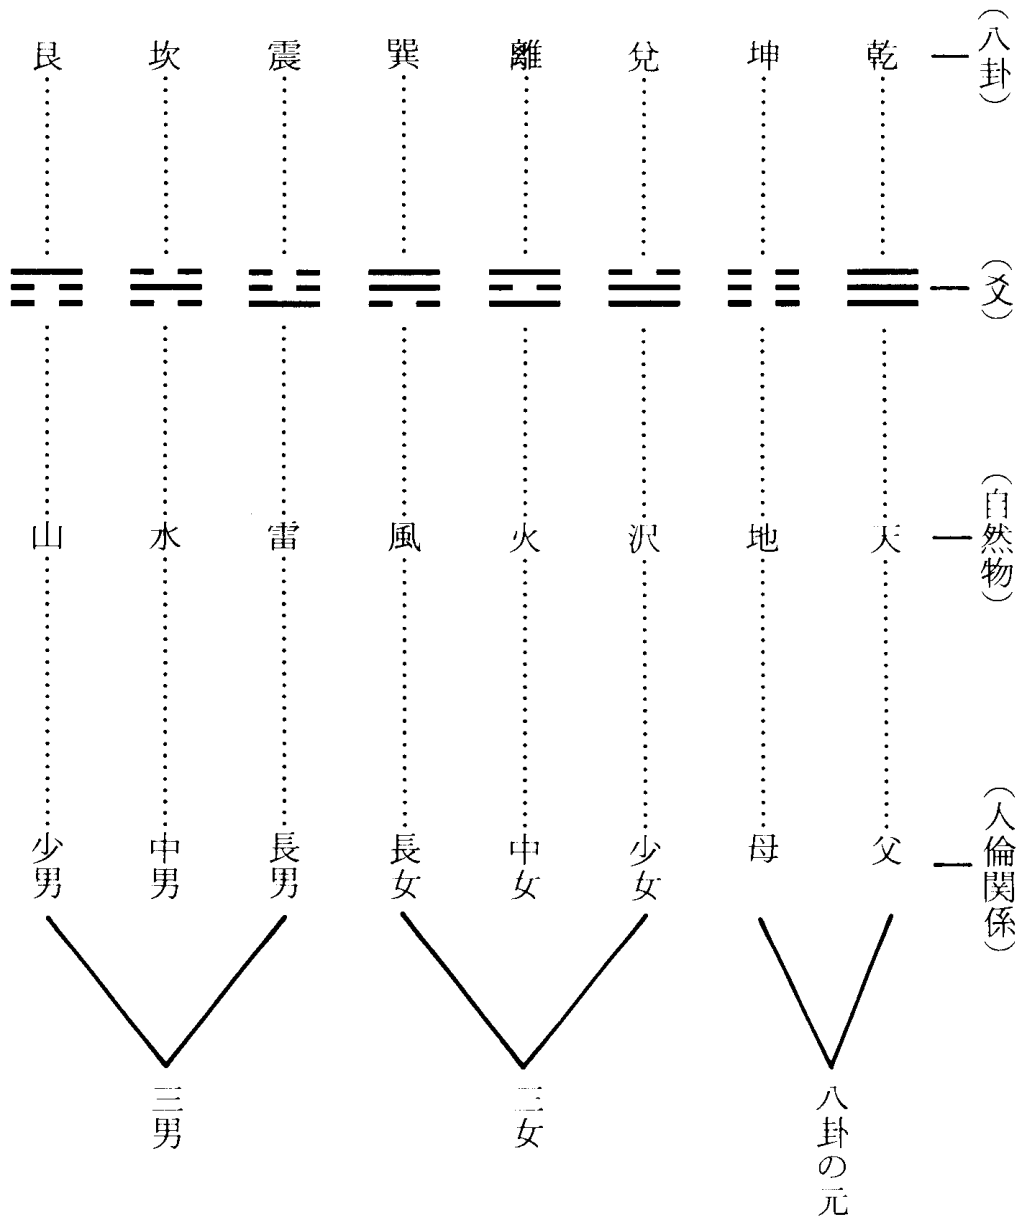 （八卦）
乾
坤
兌
離
巽
震
坎
艮
（爻）
（自然物）
天
地
沢
火
風
雷
水
山
（人倫関係）
父
母
少女
中女
長女
長男
中男
少男
八卦の元
三女
三男